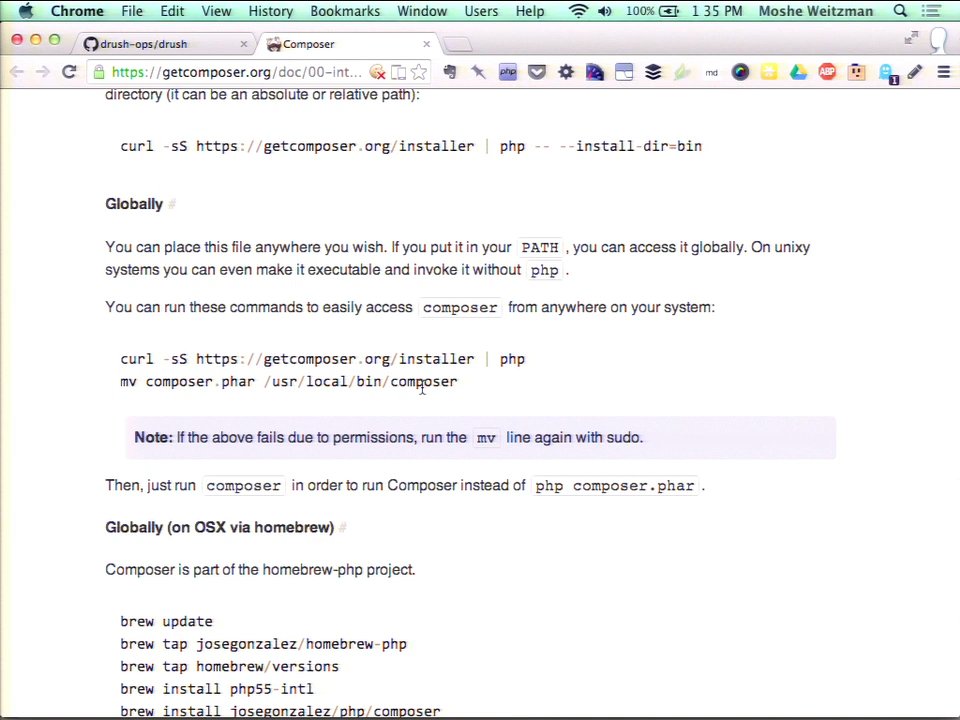 Chrome File Edit View History Bookmarks Window Users Help 100% 1 35 PM Moshe Weitzman
drush-ops/drush × Composer ×
https://getcomposer.org/doc/00-int... php md ABP 1
directory (it can be an absolute or relative path):
curl -sS https://getcomposer.org/installer | php -- --install-dir=bin
Globally #
You can place this file anywhere you wish. If you put it in your PATH , you can access it globally. On unixy
systems you can even make it executable and invoke it without php .
You can run these commands to easily access composer from anywhere on your system:
curl -sS https://getcomposer.org/installer | php
mv composer.phar /usr/local/bin/composer
Note: If the above fails due to permissions, run the mv line again with sudo.
Then, just run composer in order to run Composer instead of php composer.phar .
Globally (on OSX via homebrew) #
Composer is part of the homebrew-php project.
brew update
brew tap josegonzalez/homebrew-php
brew tap homebrew/versions
brew install php55-intl
brew install josegonzalez/php/composer